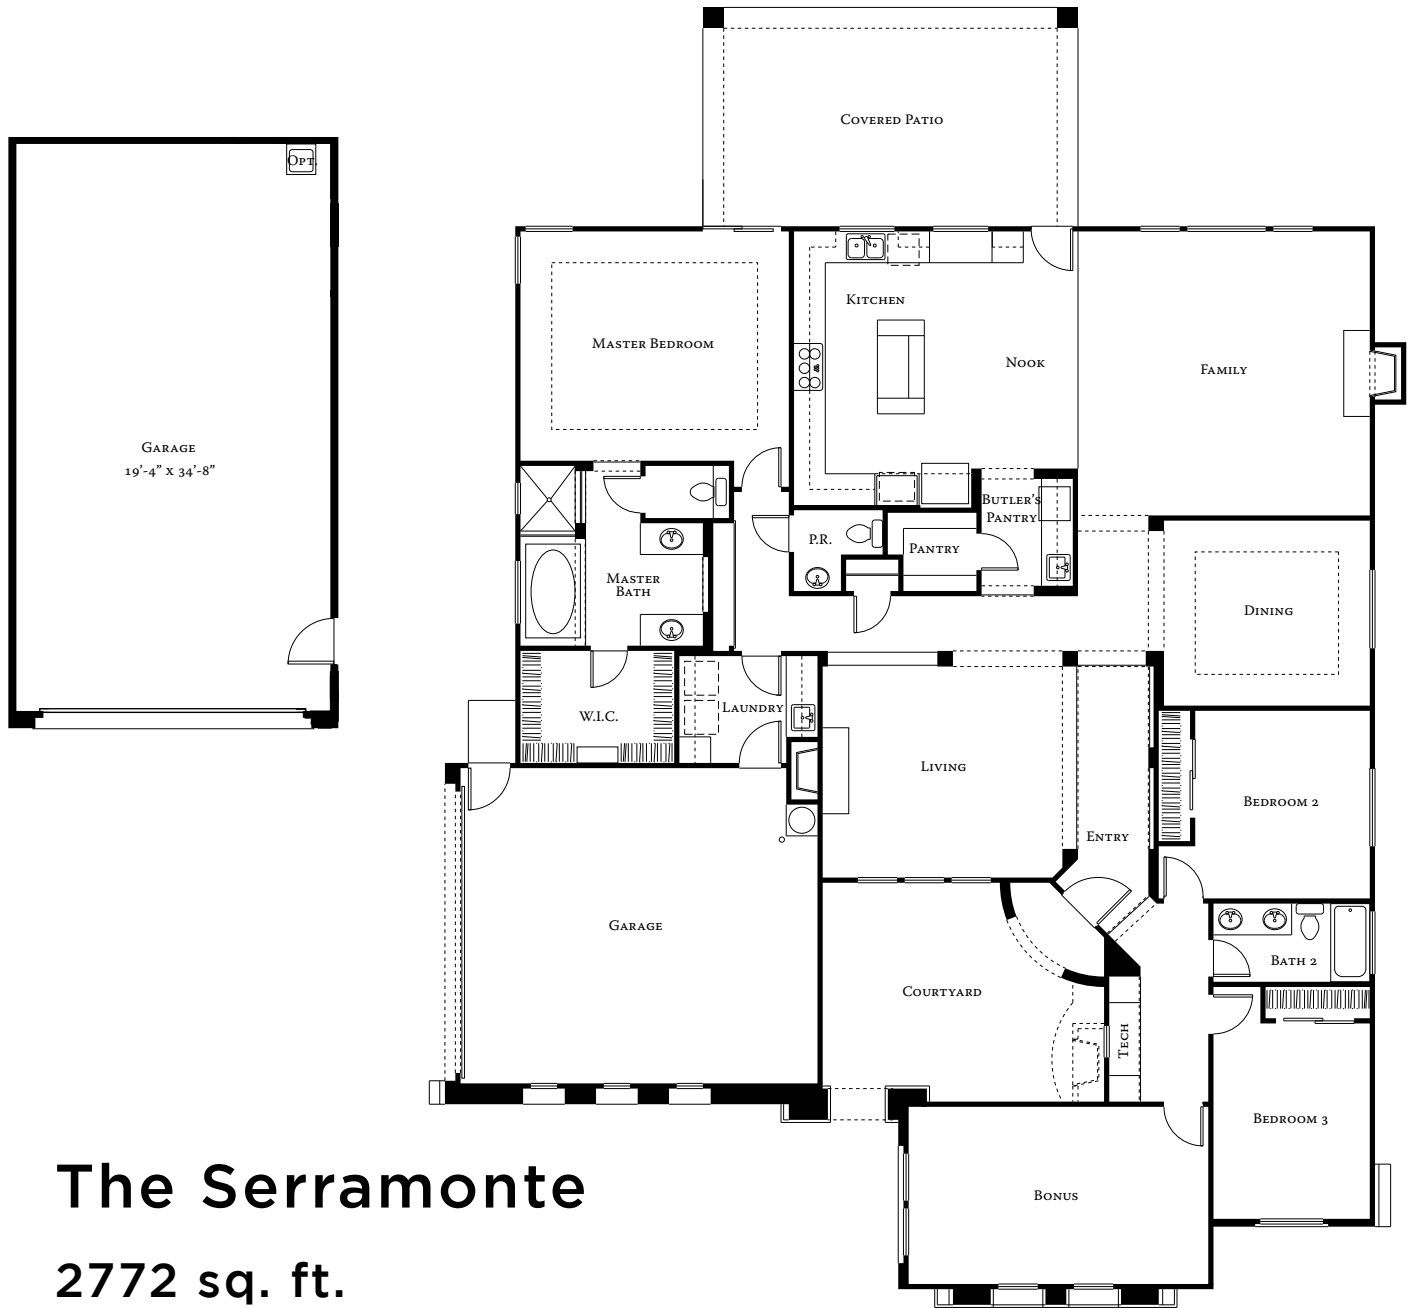 Covered Patio
Opt.
Kitchen
Master Bedroom
Nook
Family
Garage
19'-4" x 34'-8"
Butler's
Pantry
P.R.
Pantry
Master
Bath
Dining
Laundry
W.I.C.
Living
Bedroom 2
Entry
Garage
Bath 2
Courtyard
Tech
Bedroom 3
Bonus
The Serramonte
2772 sq. ft.